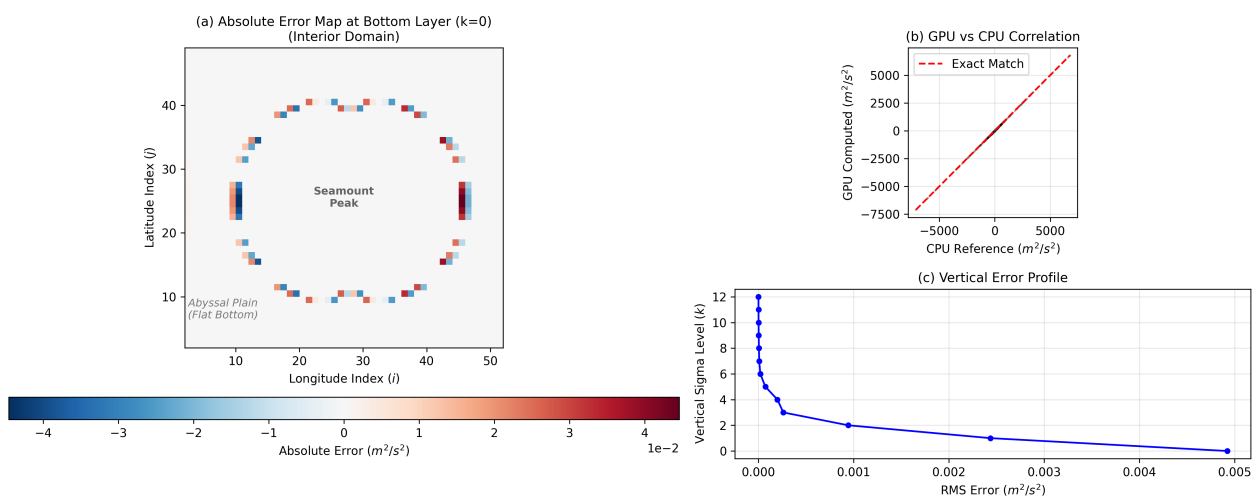 (a) Absolute Error Map at Bottom Layer (k=0)
(Interior Domain)
Latitude Index (j)
40
30
20
10
Seamount
Peak
Abyssal Plain
(Flat Bottom)
10
20
30
40
50
Longitude Index (i)
−4
−3
−2
−1
0
1
2
3
4
1e−2
Absolute Error (m²/s²)
(b) GPU vs CPU Correlation
Exact Match
GPU Computed (m²/s²)
5000
2500
0
−2500
−5000
−7500
−5000
0
5000
CPU Reference (m²/s²)
(c) Vertical Error Profile
Vertical Sigma Level (k)
12
10
8
6
4
2
0
0.000
0.001
0.002
0.003
0.004
0.005
RMS Error (m²/s²)